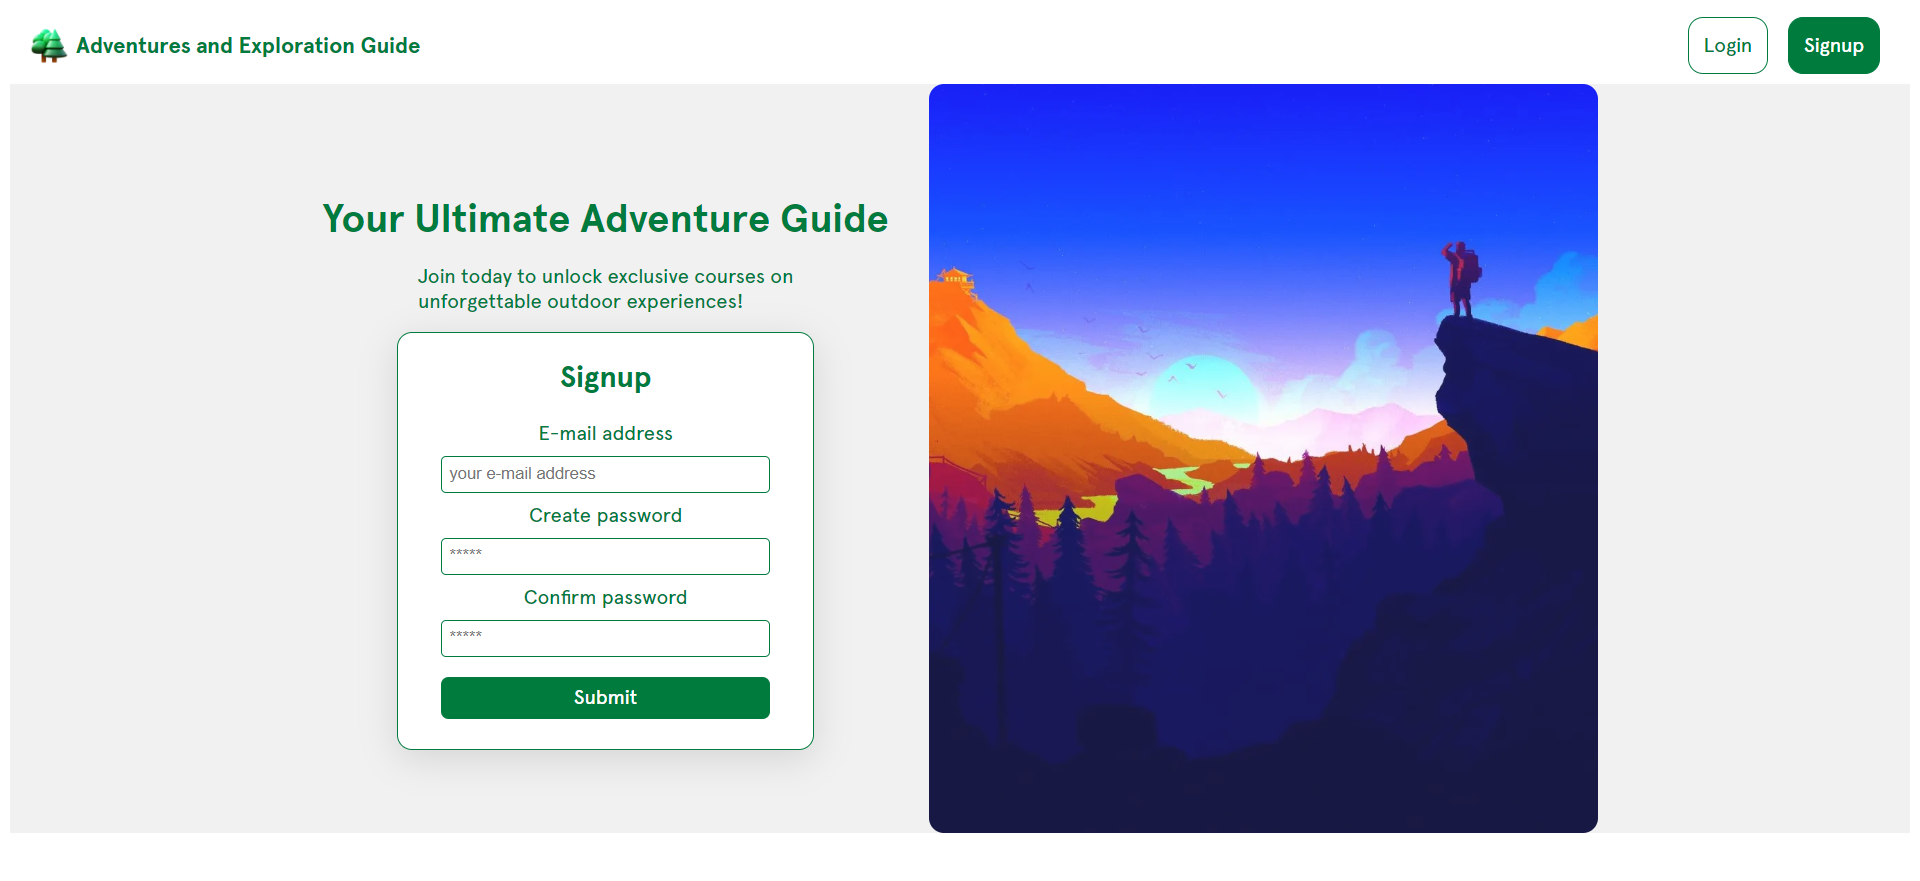 Adventures and Exploration Guide
Login
Signup
Your Ultimate Adventure Guide
Join today to unlock exclusive courses on
unforgettable outdoor experiences!
Signup
E-mail address
your e-mail address
Create password
*****
Confirm password
*****
Submit